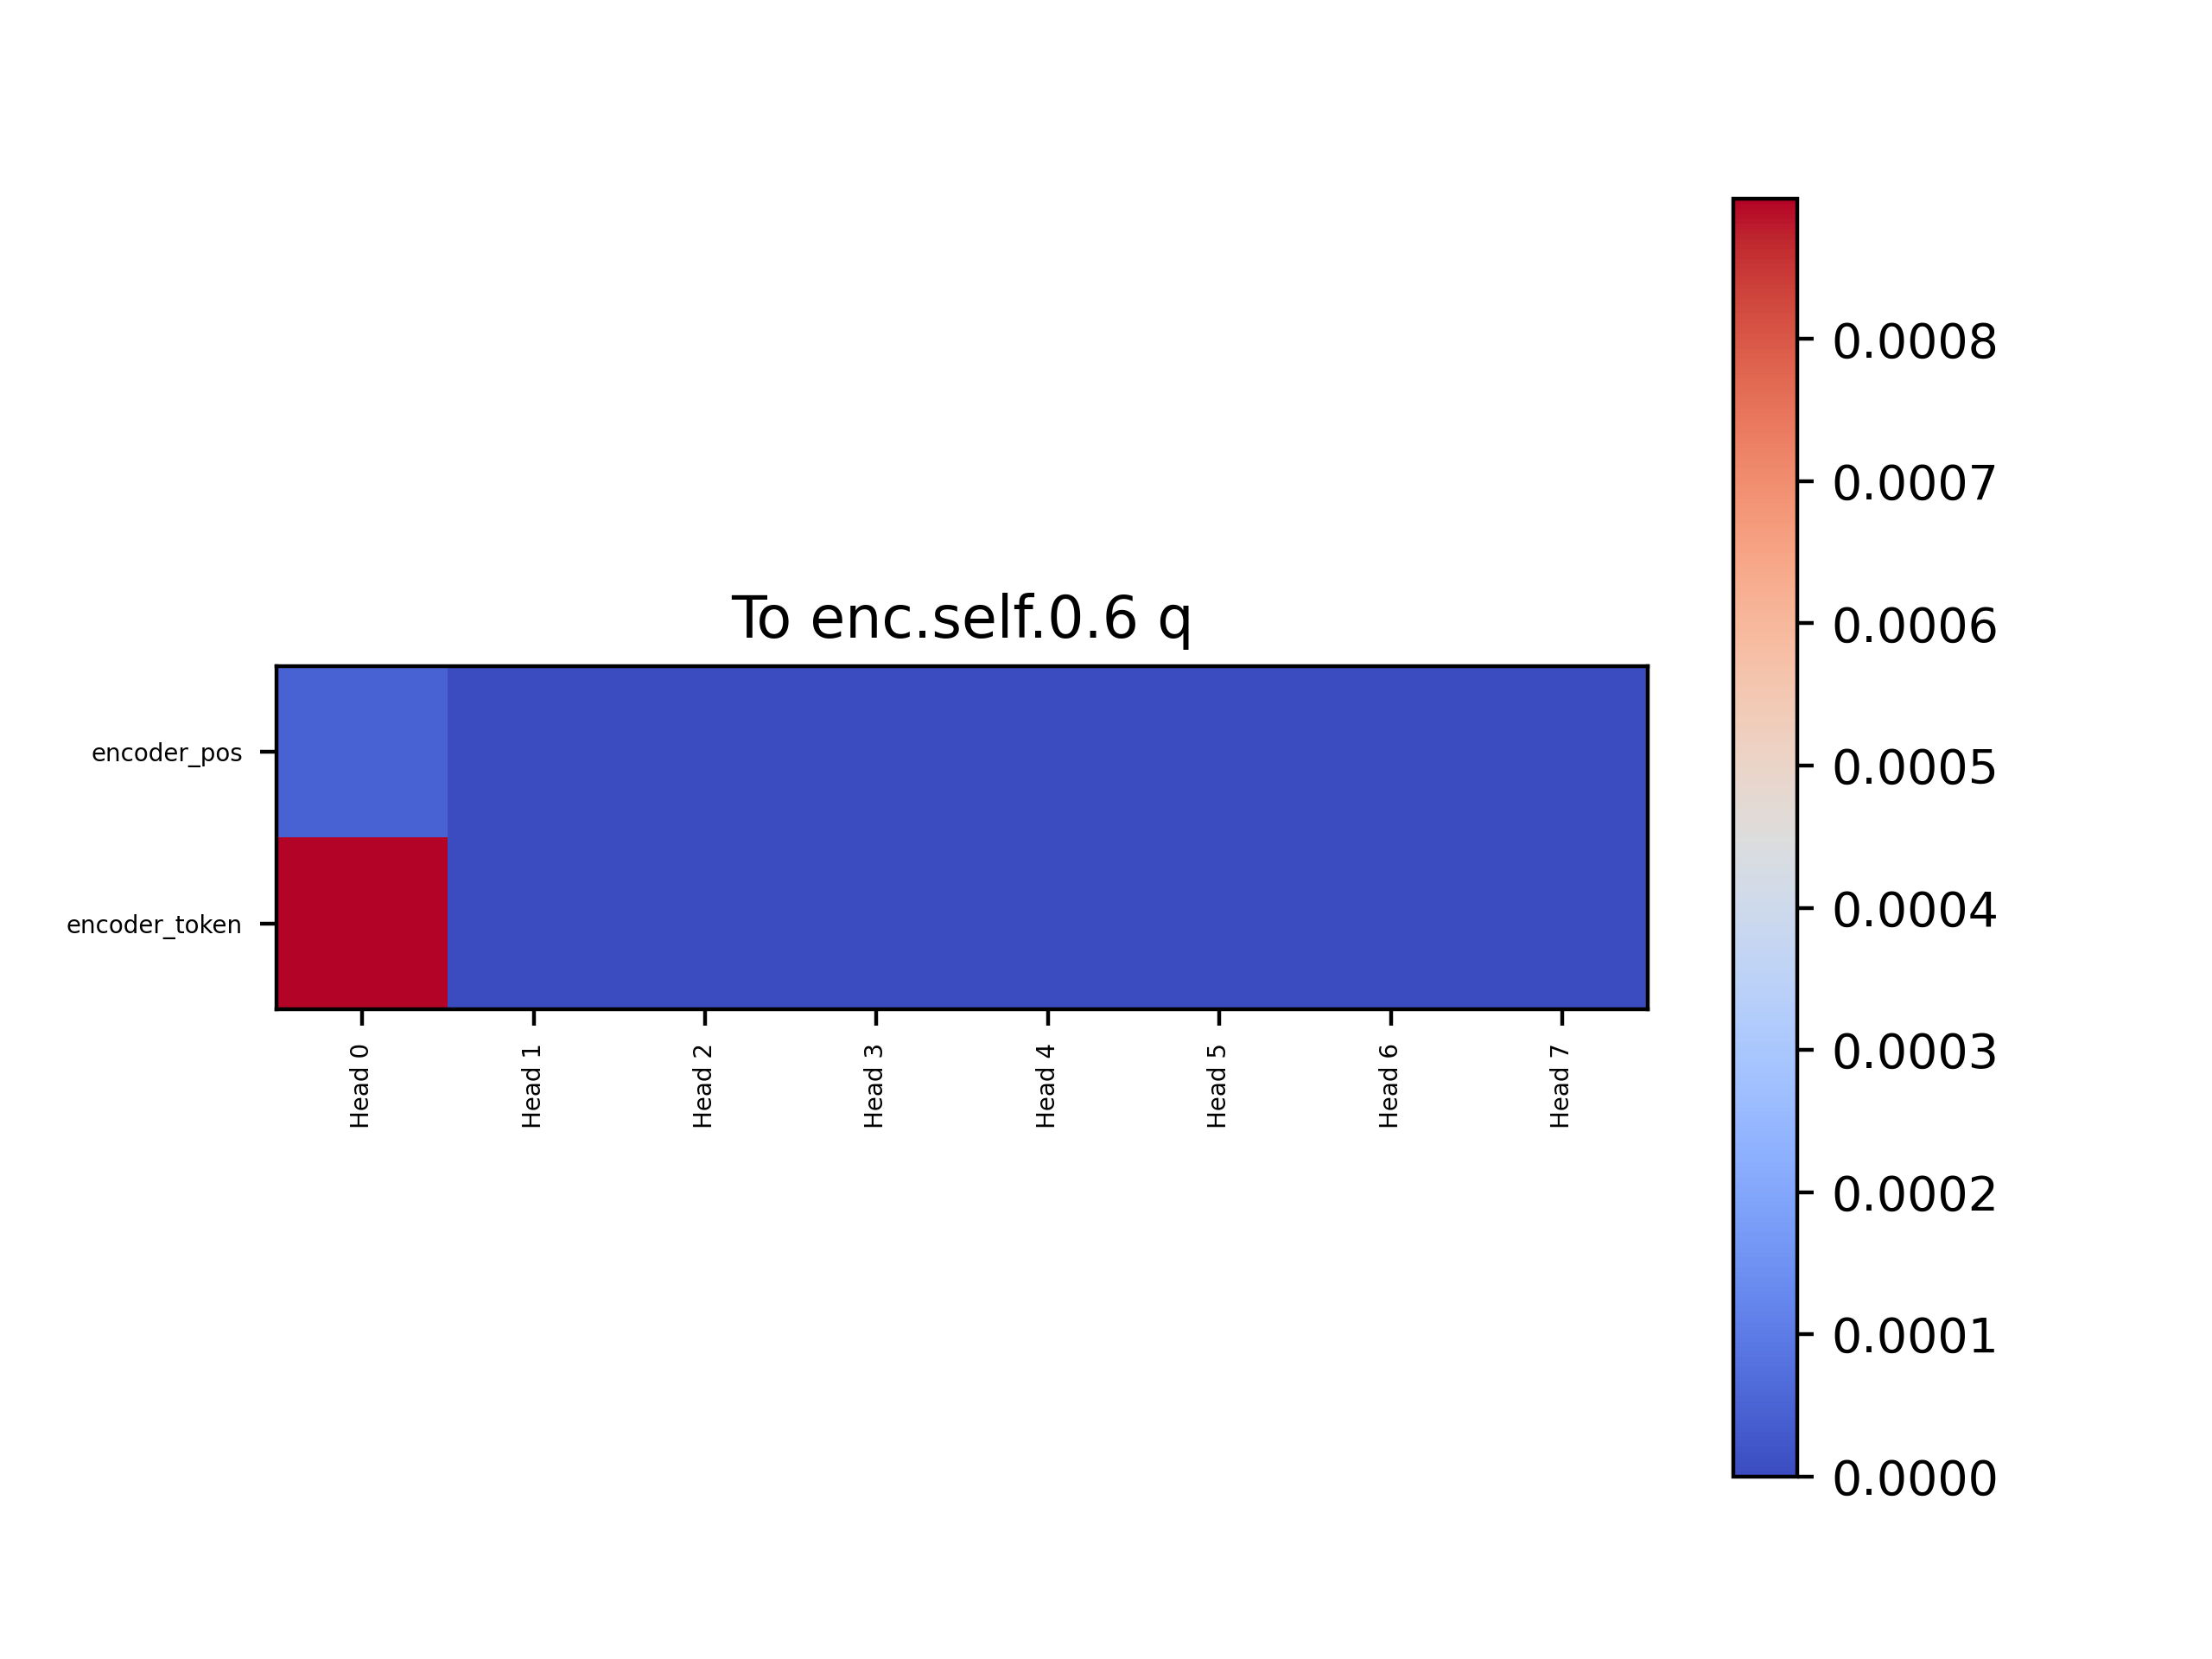 To enc.self.0.6 q
encoder_pos
encoder_token
Head 0
Head 1
Head 2
Head 3
Head 4
Head 5
Head 6
Head 7
0.0008
0.0007
0.0006
0.0005
0.0004
0.0003
0.0002
0.0001
0.0000